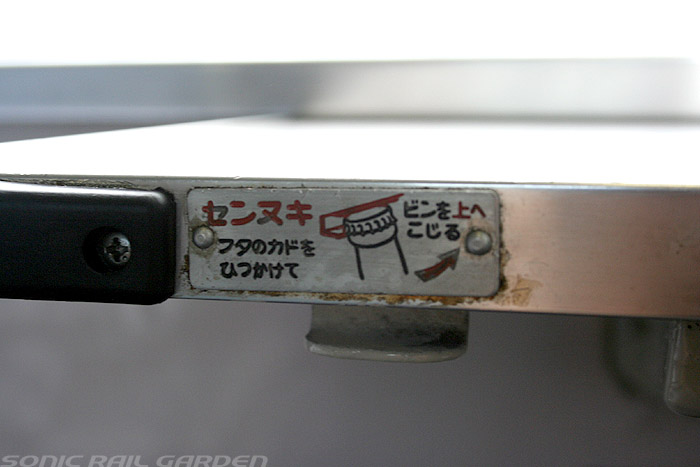 センヌキ
フタのカドを
ひっかけて
ビンを上へ
こじる
SONIC RAIL GARDEN